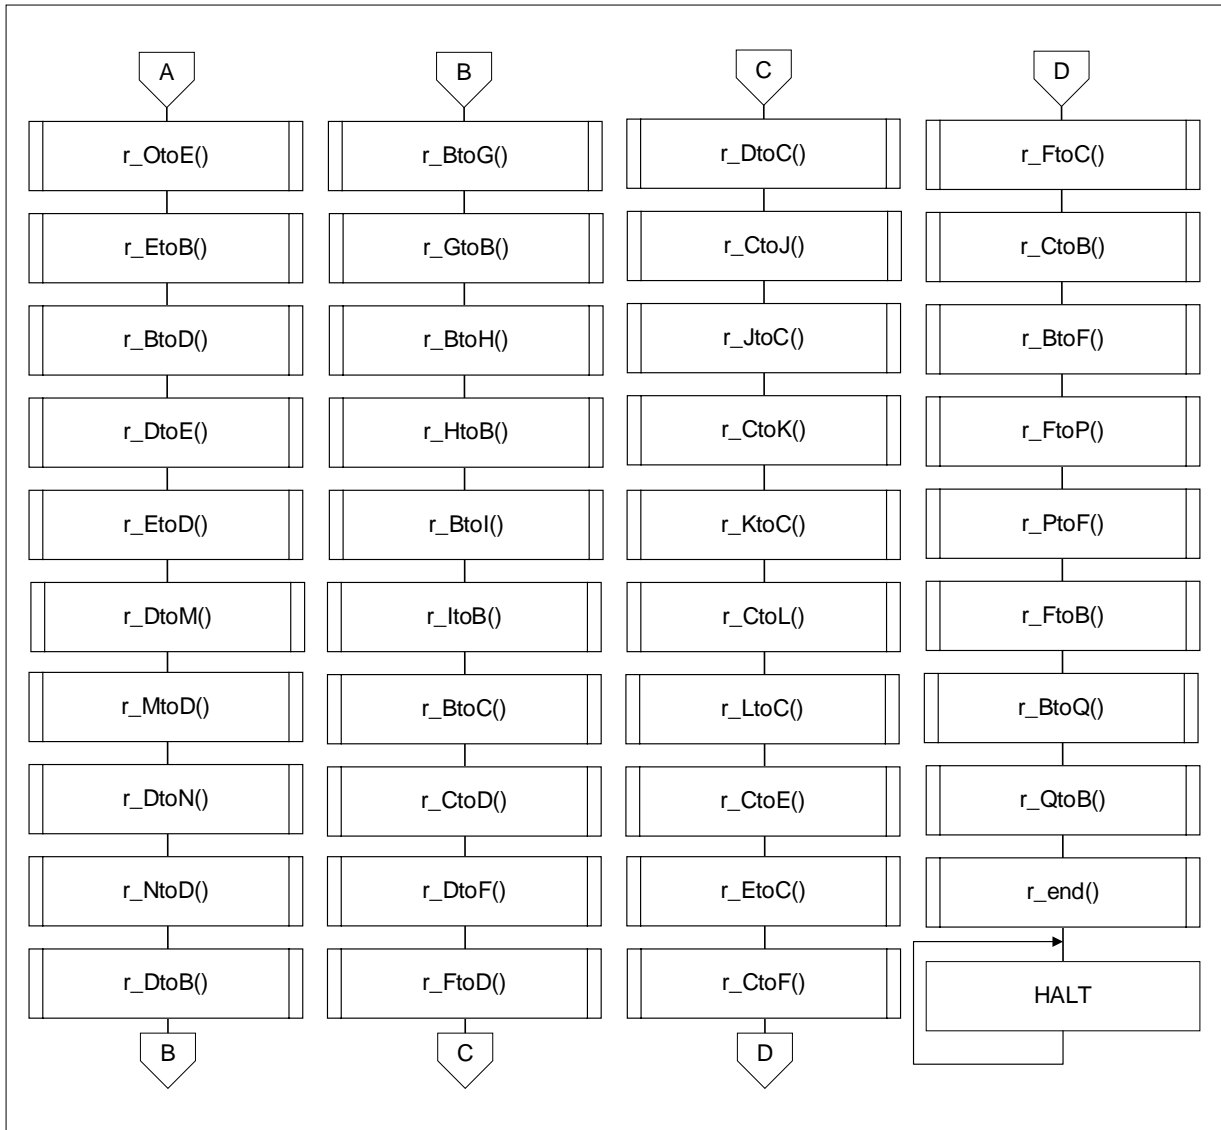 A
r_OtoE()
r_EtoB()
r_BtoD()
r_DtoE()
r_EtoD()
r_DtoM()
r_MtoD()
r_DtoN()
r_NtoD()
r_DtoB()
B
B
r_BtoG()
r_GtoB()
r_BtoH()
r_HtoB()
r_BtoI()
r_ItoB()
r_BtoC()
r_CtoD()
r_DtoF()
r_FtoD()
C
C
r_DtoC()
r_CtoJ()
r_JtoC()
r_CtoK()
r_KtoC()
r_CtoL()
r_LtoC()
r_CtoE()
r_EtoC()
r_CtoF()
D
D
r_FtoC()
r_CtoB()
r_BtoF()
r_FtoP()
r_PtoF()
r_FtoB()
r_BtoQ()
r_QtoB()
r_end()
HALT